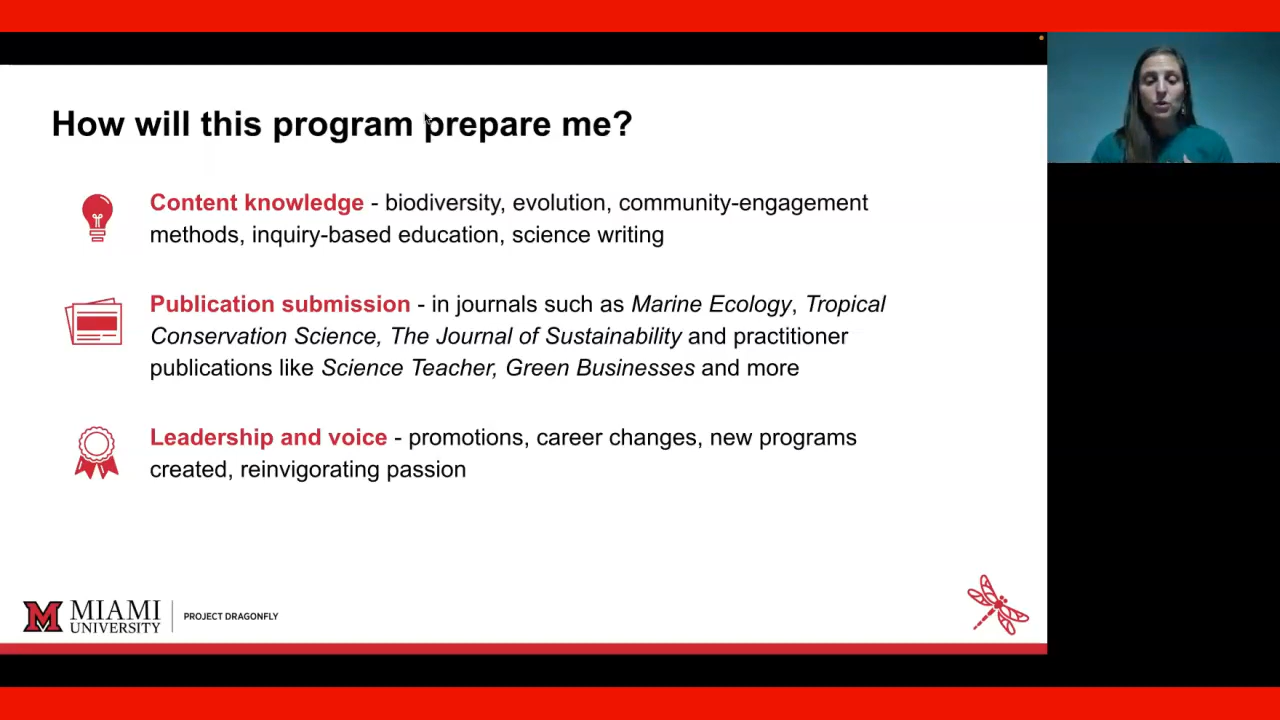 How will this program prepare me?
Content knowledge - biodiversity, evolution, community-engagement
methods, inquiry-based education, science writing
Publication submission - in journals such as Marine Ecology, Tropical
Conservation Science, The Journal of Sustainability and practitioner
publications like Science Teacher, Green Businesses and more
Leadership and voice - promotions, career changes, new programs
created, reinvigorating passion
MIAMI
UNIVERSITY
PROJECT DRAGONFLY